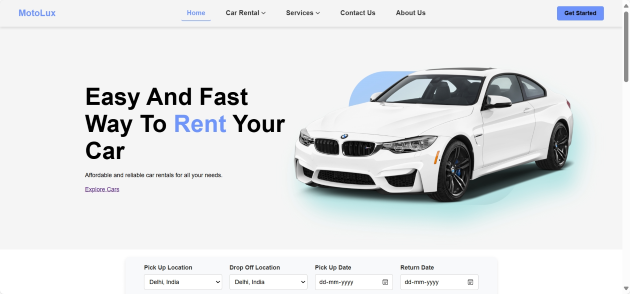 MotoLux
Home Car Rental Services Contact Us About Us
Get Started
Easy And Fast
Way To Rent Your
Car
Affordable and reliable car rentals for all your needs.
Explore Cars
Pick Up Location Drop Off Location Pick Up Date Return Date
Delhi, India Delhi, India dd-mm-yyyy dd-mm-yyyy